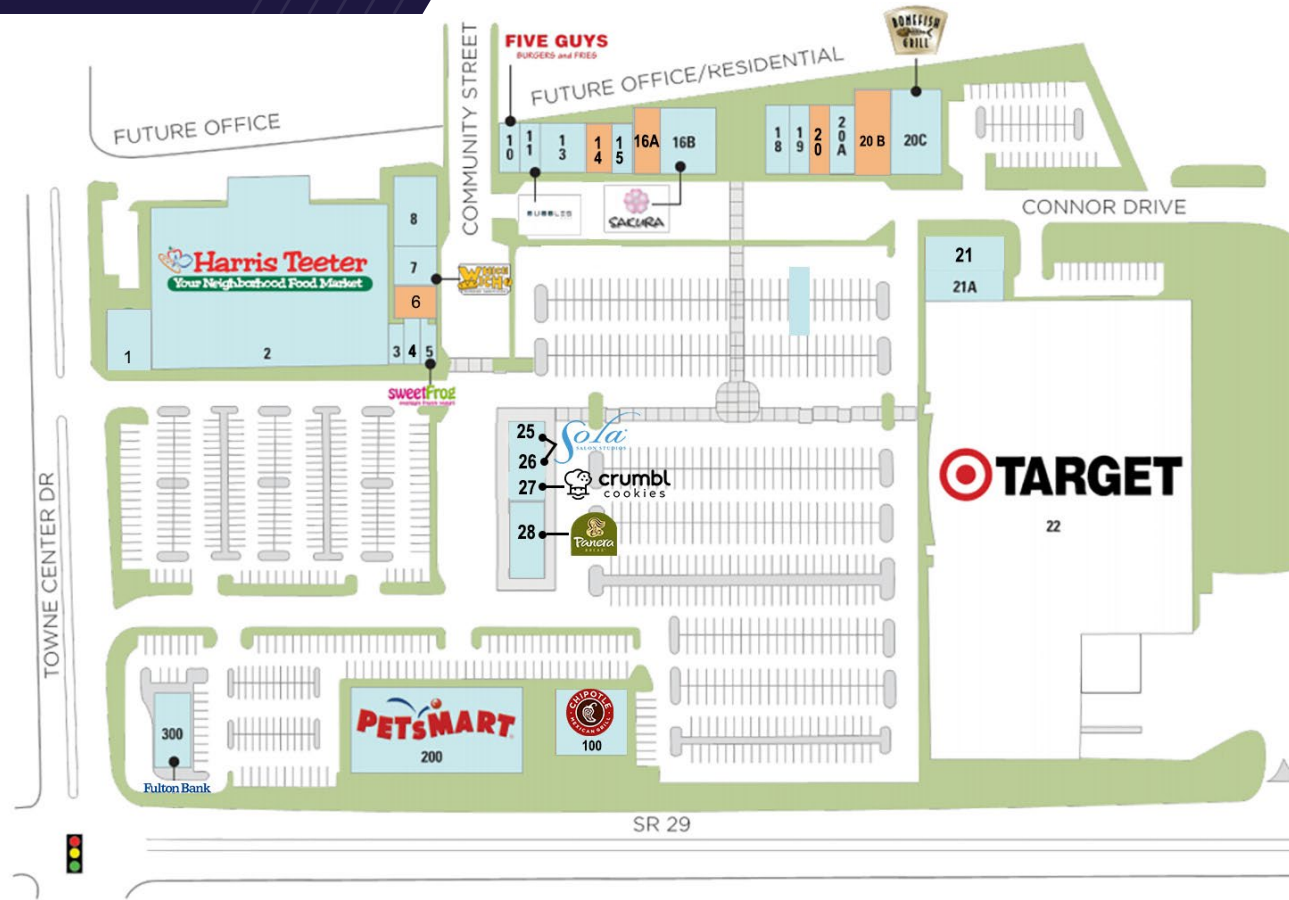 COMMUNITY STREET
FIVE GUYS
BURGERS and FRIES
BONEFISH
GRILL
FUTURE OFFICE/RESIDENTIAL
FUTURE OFFICE
10
11
13
14
15
16A
16B
18
19
20
20A
20 B
20C
BUBBLES
SAKURA
CONNOR DRIVE
8
7
6
Harris Teeter
Your Neighborhood Food Market
WHICH
WICH
1
2
3
4
5
sweetFrog
21
21A
25
26
27
28
Sola
SALON STUDIOS
crumbl
cookies
Panera
BREAD
TARGET
22
TOWNE CENTER DR
300
Fulton Bank
PETSMART
200
CHIPOTLE
MEXICAN GRILL
100
SR 29